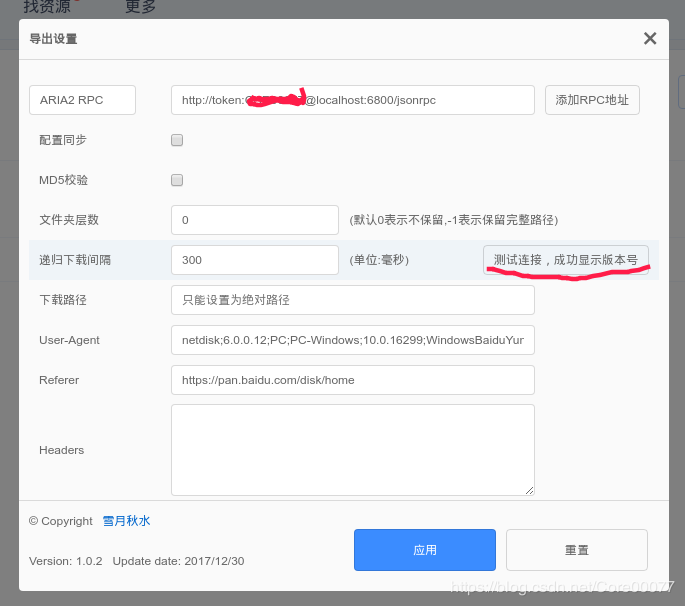 找资源 更多
导出设置
ARIA2 RPC http://token: @localhost:6800/jsonrpc 添加RPC地址
配置同步
MD5校验
文件夹层数 0 (默认0表示不保留,-1表示保留完整路径)
递归下载间隔 300 (单位:毫秒) 测试连接，成功显示版本号
下载路径 只能设置为绝对路径
User-Agent netdisk;6.0.0.12;PC;PC-Windows;10.0.16299;WindowsBaiduYun
Referer https://pan.baidu.com/disk/home
Headers
© Copyright 雪月秋水
应用 重置
Version: 1.0.2 Update date: 2017/12/30
https://blog.csdn.net/Core00077